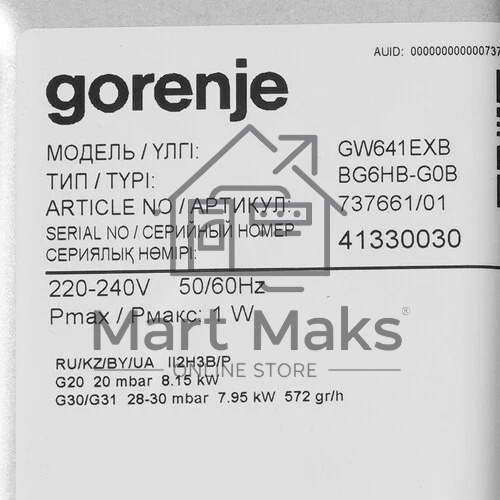 AUID: 000000000000737
gorenje
МОДЕЛЬ / ҮЛГІ: GW641EXB
ТИП / TYPI: BG6HB-G0B
ARTICLE NO / АРТИКУЛ: 737661/01
SERIAL NO / СЕРИЙНЫЙ НОМЕР
СЕРИЯЛЫҚ НӨМІРІ: 41330030
220-240V 50/60Hz
Pmax / Pмакс: 1 W
Mart Maks
ONLINE STORE
RU/KZ/BY/UA II2H3B/P
G20 20 mbar 8.15 kW
G30/G31 28-30 mbar 7.95 kW 572 gr/h